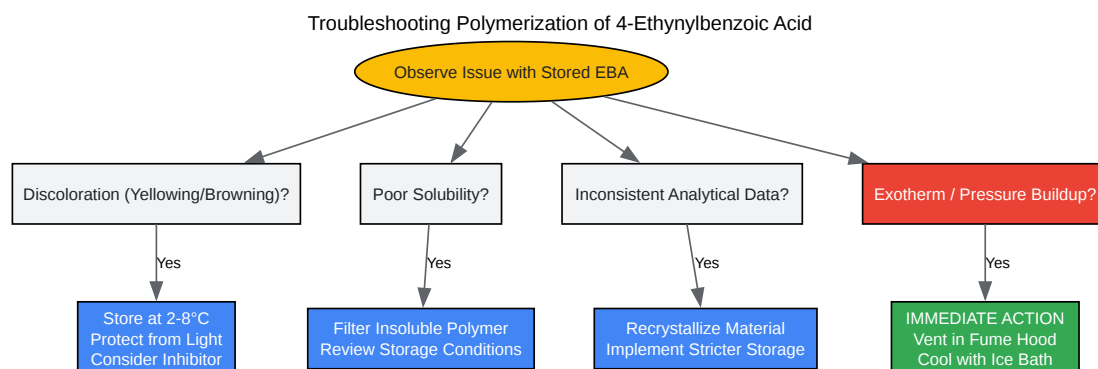 Troubleshooting Polymerization of 4-Ethynylbenzoic Acid
Observe Issue with Stored EBA
Discoloration (Yellowing/Browning)?
Poor Solubility?
Inconsistent Analytical Data?
Exotherm / Pressure Buildup?
Yes
Yes
Yes
Yes
Store at 2-8°C
Protect from Light
Consider Inhibitor
Filter Insoluble Polymer
Review Storage Conditions
Recrystallize Material
Implement Stricter Storage
IMMEDIATE ACTION
Vent in Fume Hood
Cool with Ice Bath